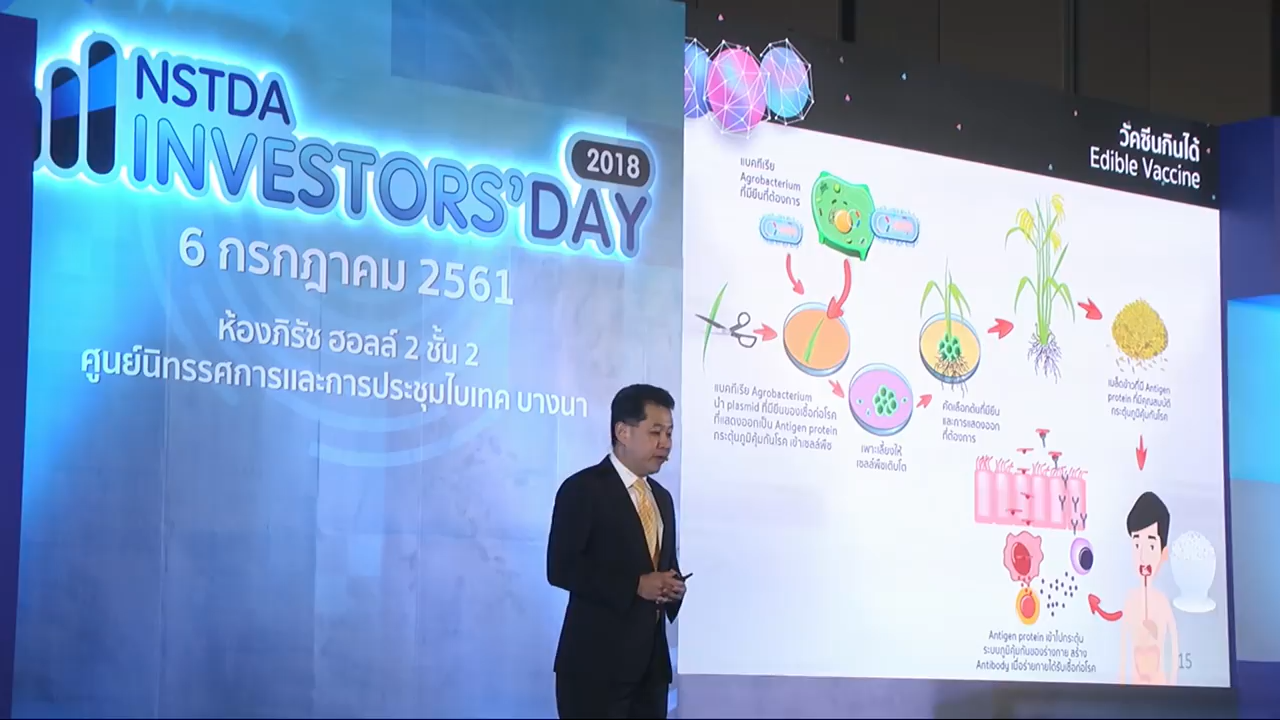 NSTDA
INVESTORS' DAY
2018
6 กรกฎาคม 2561
ห้องภิรัช ฮอลล์ 2 ชั้น 2
ศูนย์นิทรรศการและการประชุมไบเทค บางนา
วัคซีนกินได้
Edible Vaccine
แบคทีเรีย
Agrobacterium
ที่มียีนที่ต้องการ
แบคทีเรีย Agrobacterium
นำ plasmid ที่มียีนของเชื้อก่อโรค
ที่แสดงออกเป็น Antigen protein
กระตุ้นภูมิคุ้มกันโรค เข้าเซลล์พืช
เพาะเลี้ยงให้
เซลล์พืชเติบโต
คัดเลือกต้นที่มียีน
และการแสดงออก
ที่ต้องการ
เมล็ดข้าวที่มี Antigen
protein ที่มีคุณสมบัติ
กระตุ้นภูมิคุ้มกันโรค
Antigen protein เข้าไปกระตุ้น
ระบบภูมิคุ้มกันของร่างกาย สร้าง
Antibody เมื่อร่ายกายได้รับเชื้อก่อโรค
15